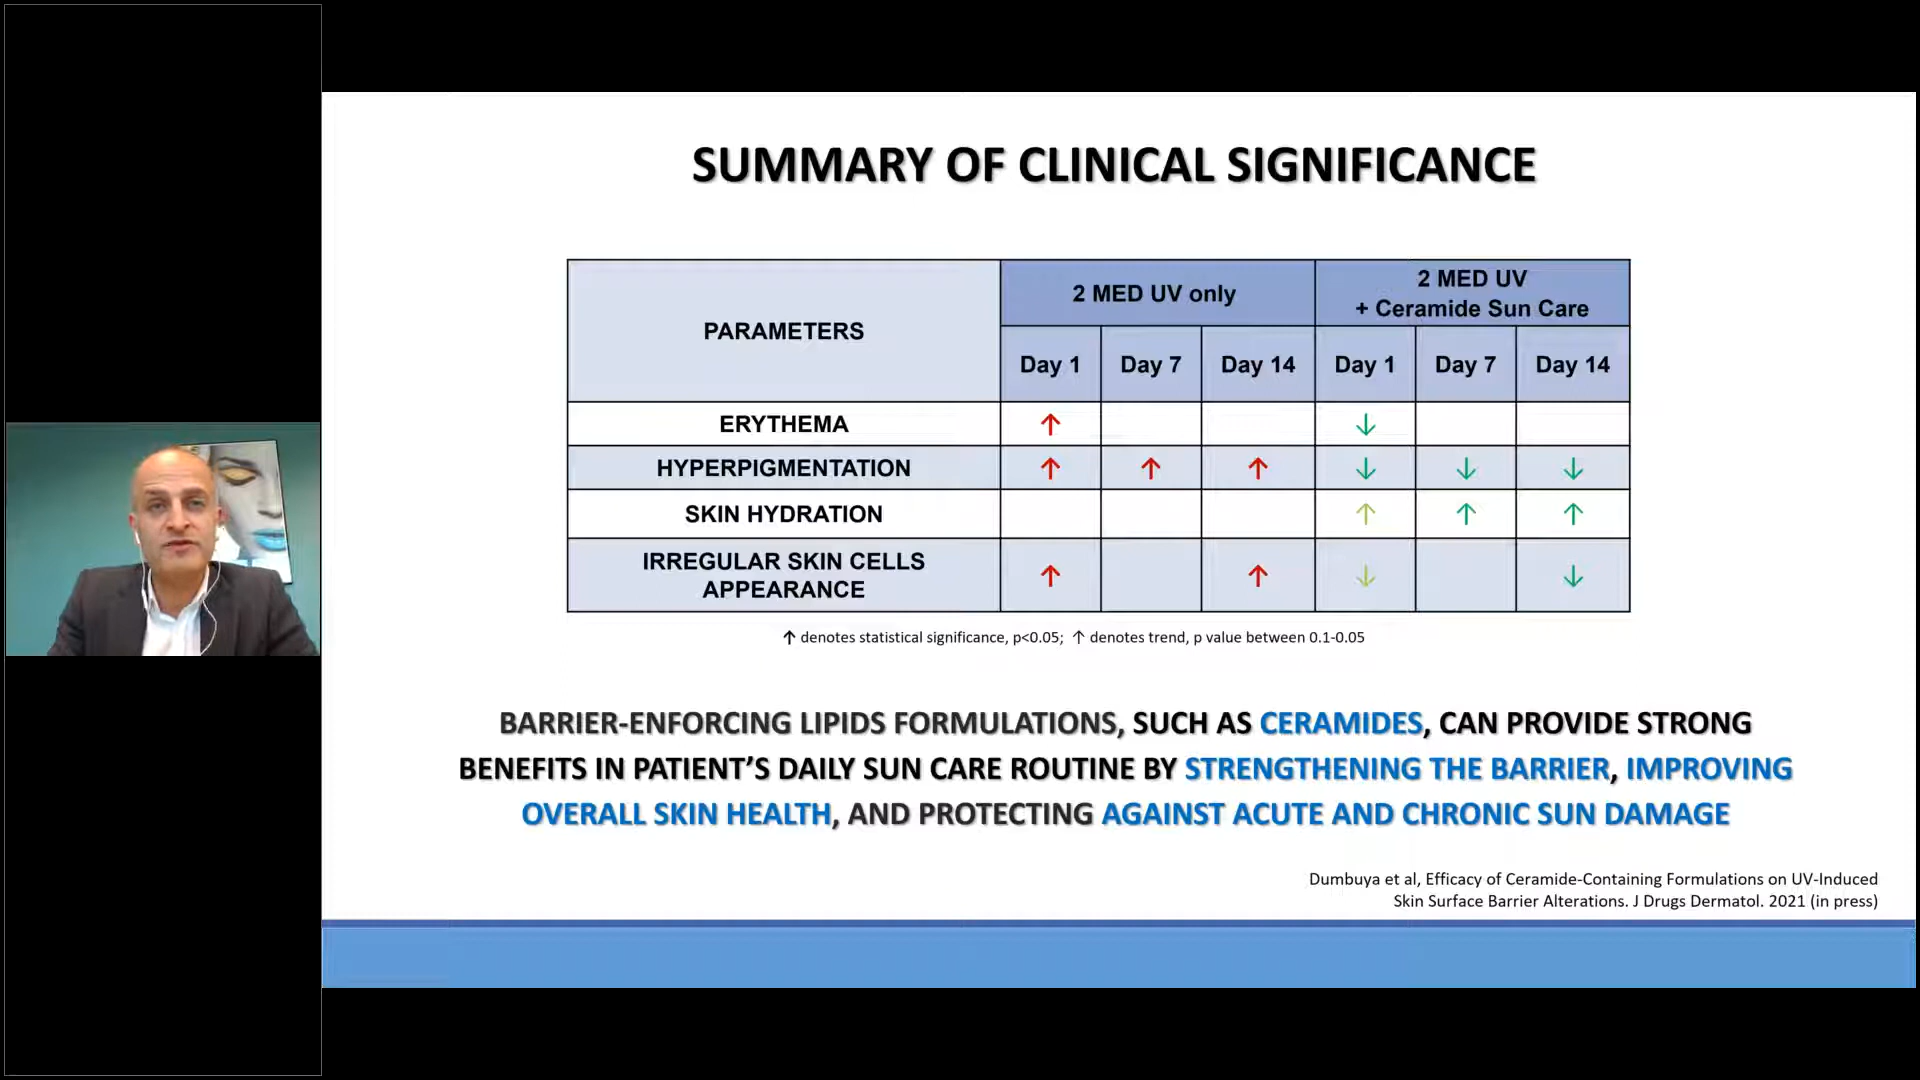 SUMMARY OF CLINICAL SIGNIFICANCE
PARAMETERS
2 MED UV only
2 MED UV
+ Ceramide Sun Care
Day 1 Day 7 Day 14 Day 1 Day 7 Day 14
ERYTHEMA ↑ ↓
HYPERPIGMENTATION ↑ ↑ ↑ ↓ ↓ ↓
SKIN HYDRATION ↑ ↑ ↑
IRREGULAR SKIN CELLS
APPEARANCE ↑ ↑ ↓ ↓
↑ denotes statistical significance, p<0.05; ↑ denotes trend, p value between 0.1-0.05
BARRIER-ENFORCING LIPIDS FORMULATIONS, SUCH AS CERAMIDES, CAN PROVIDE STRONG
BENEFITS IN PATIENT’S DAILY SUN CARE ROUTINE BY STRENGTHENING THE BARRIER, IMPROVING
OVERALL SKIN HEALTH, AND PROTECTING AGAINST ACUTE AND CHRONIC SUN DAMAGE
Dumbuya et al, Efficacy of Ceramide-Containing Formulations on UV-Induced
Skin Surface Barrier Alterations. J Drugs Dermatol. 2021 (in press)